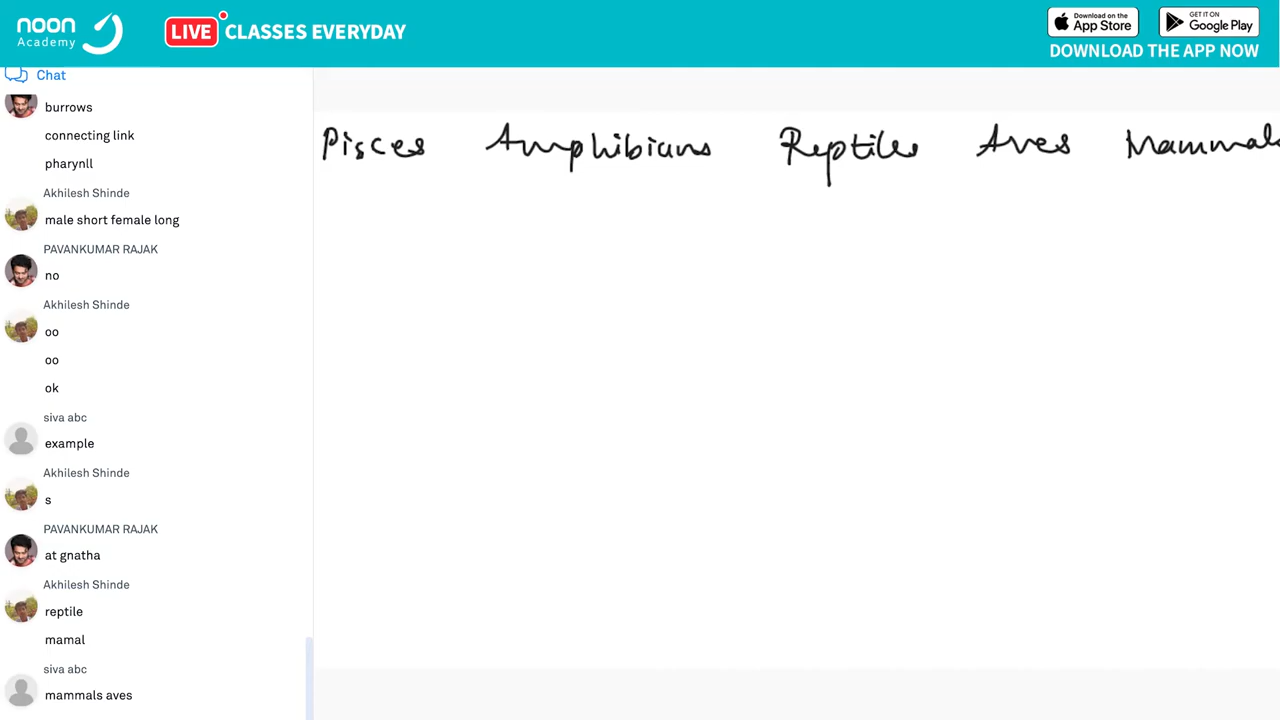 noon
Academy
LIVE CLASSES EVERYDAY
Download on the
App Store
GET IT ON
Google Play
DOWNLOAD THE APP NOW
Chat
burrows
connecting link
pharynll
Akhilesh Shinde
male short female long
PAVANKUMAR RAJAK
no
Akhilesh Shinde
oo
oo
ok
siva abc
example
Akhilesh Shinde
s
PAVANKUMAR RAJAK
at gnatha
Akhilesh Shinde
reptile
mamal
siva abc
mammals aves
Pisces Amphibians Reptiles Aves Mammals